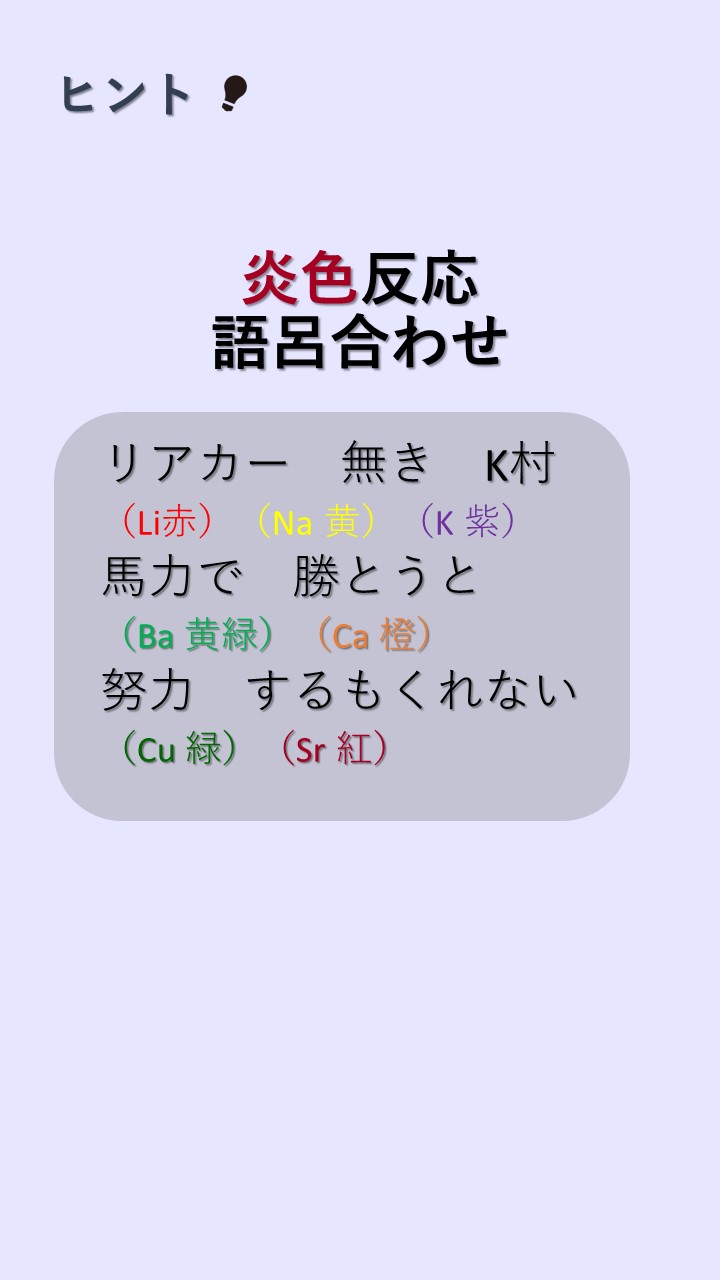 ヒント
炎色反応
語呂合わせ
リアカー　無き　K村
（Li赤）　（Na 黄）　（K 紫）
馬力で　勝とうと
（Ba 黄緑）　（Ca 橙）
努力　するもくれない
（Cu 緑）　（Sr 紅）